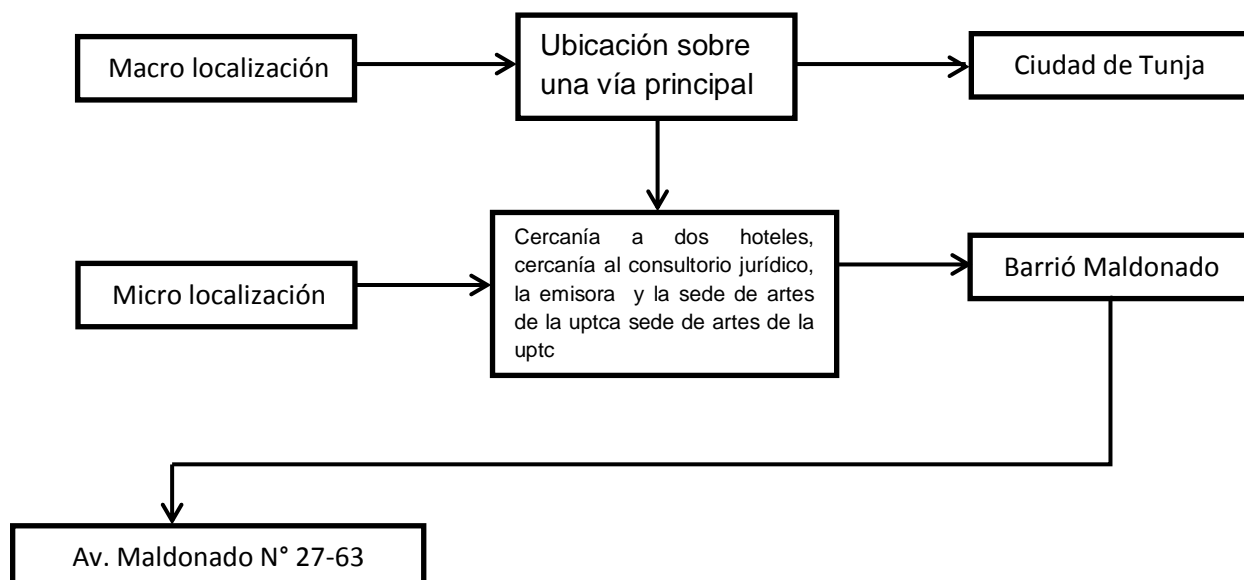 Macro localización
Ubicación sobre
una vía principal
Ciudad de Tunja
Micro localización
Cercanía a dos hoteles,
cercanía al consultorio jurídico,
la emisora y la sede de artes
de la uptca sede de artes de la
uptc
Barrió Maldonado
Av. Maldonado N° 27-63